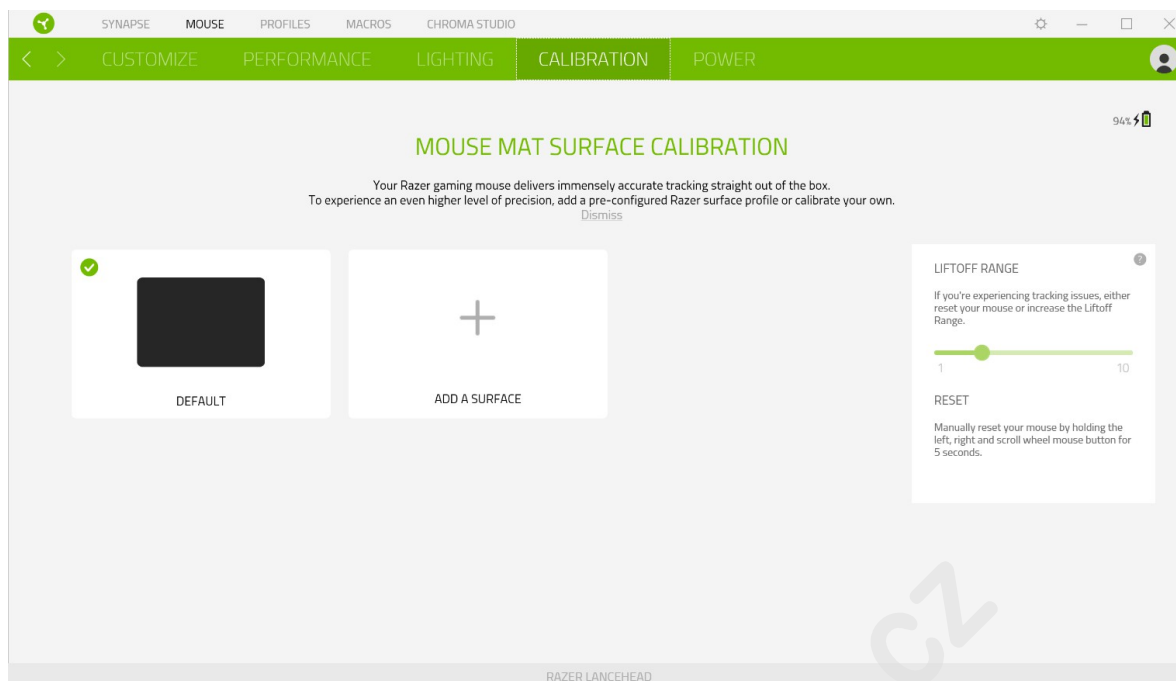 SYNAPSE MOUSE PROFILES MACROS CHROMA STUDIO
CUSTOMIZE PERFORMANCE LIGHTING CALIBRATION POWER
94%
MOUSE MAT SURFACE CALIBRATION
Your Razer gaming mouse delivers immensely accurate tracking straight out of the box.
To experience an even higher level of precision, add a pre-configured Razer surface profile or calibrate your own.
Dismiss
DEFAULT
ADD A SURFACE
?
LIFTOFF RANGE
If you're experiencing tracking issues, either
reset your mouse or increase the Liftoff
Range.
1 10
RESET
Manually reset your mouse by holding the
left, right and scroll wheel mouse button for
5 seconds.
cz
RAZER LANCEHEAD